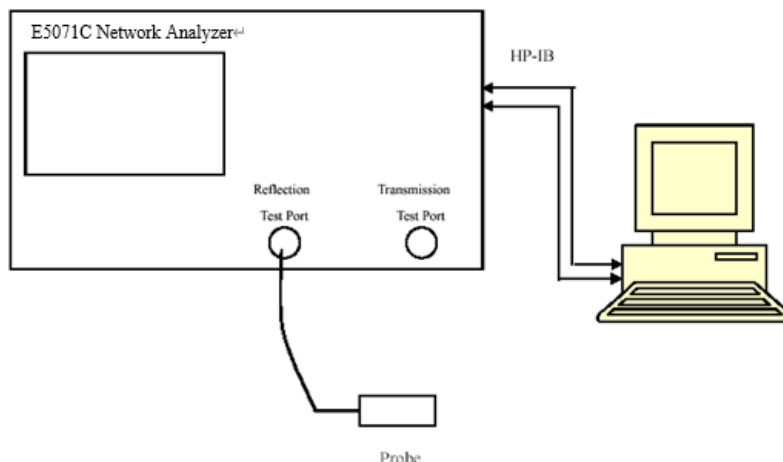 E5071C Network Analyzer↵
HP-IB
Reflection
Test Port
Transmission
Test Port
Probe